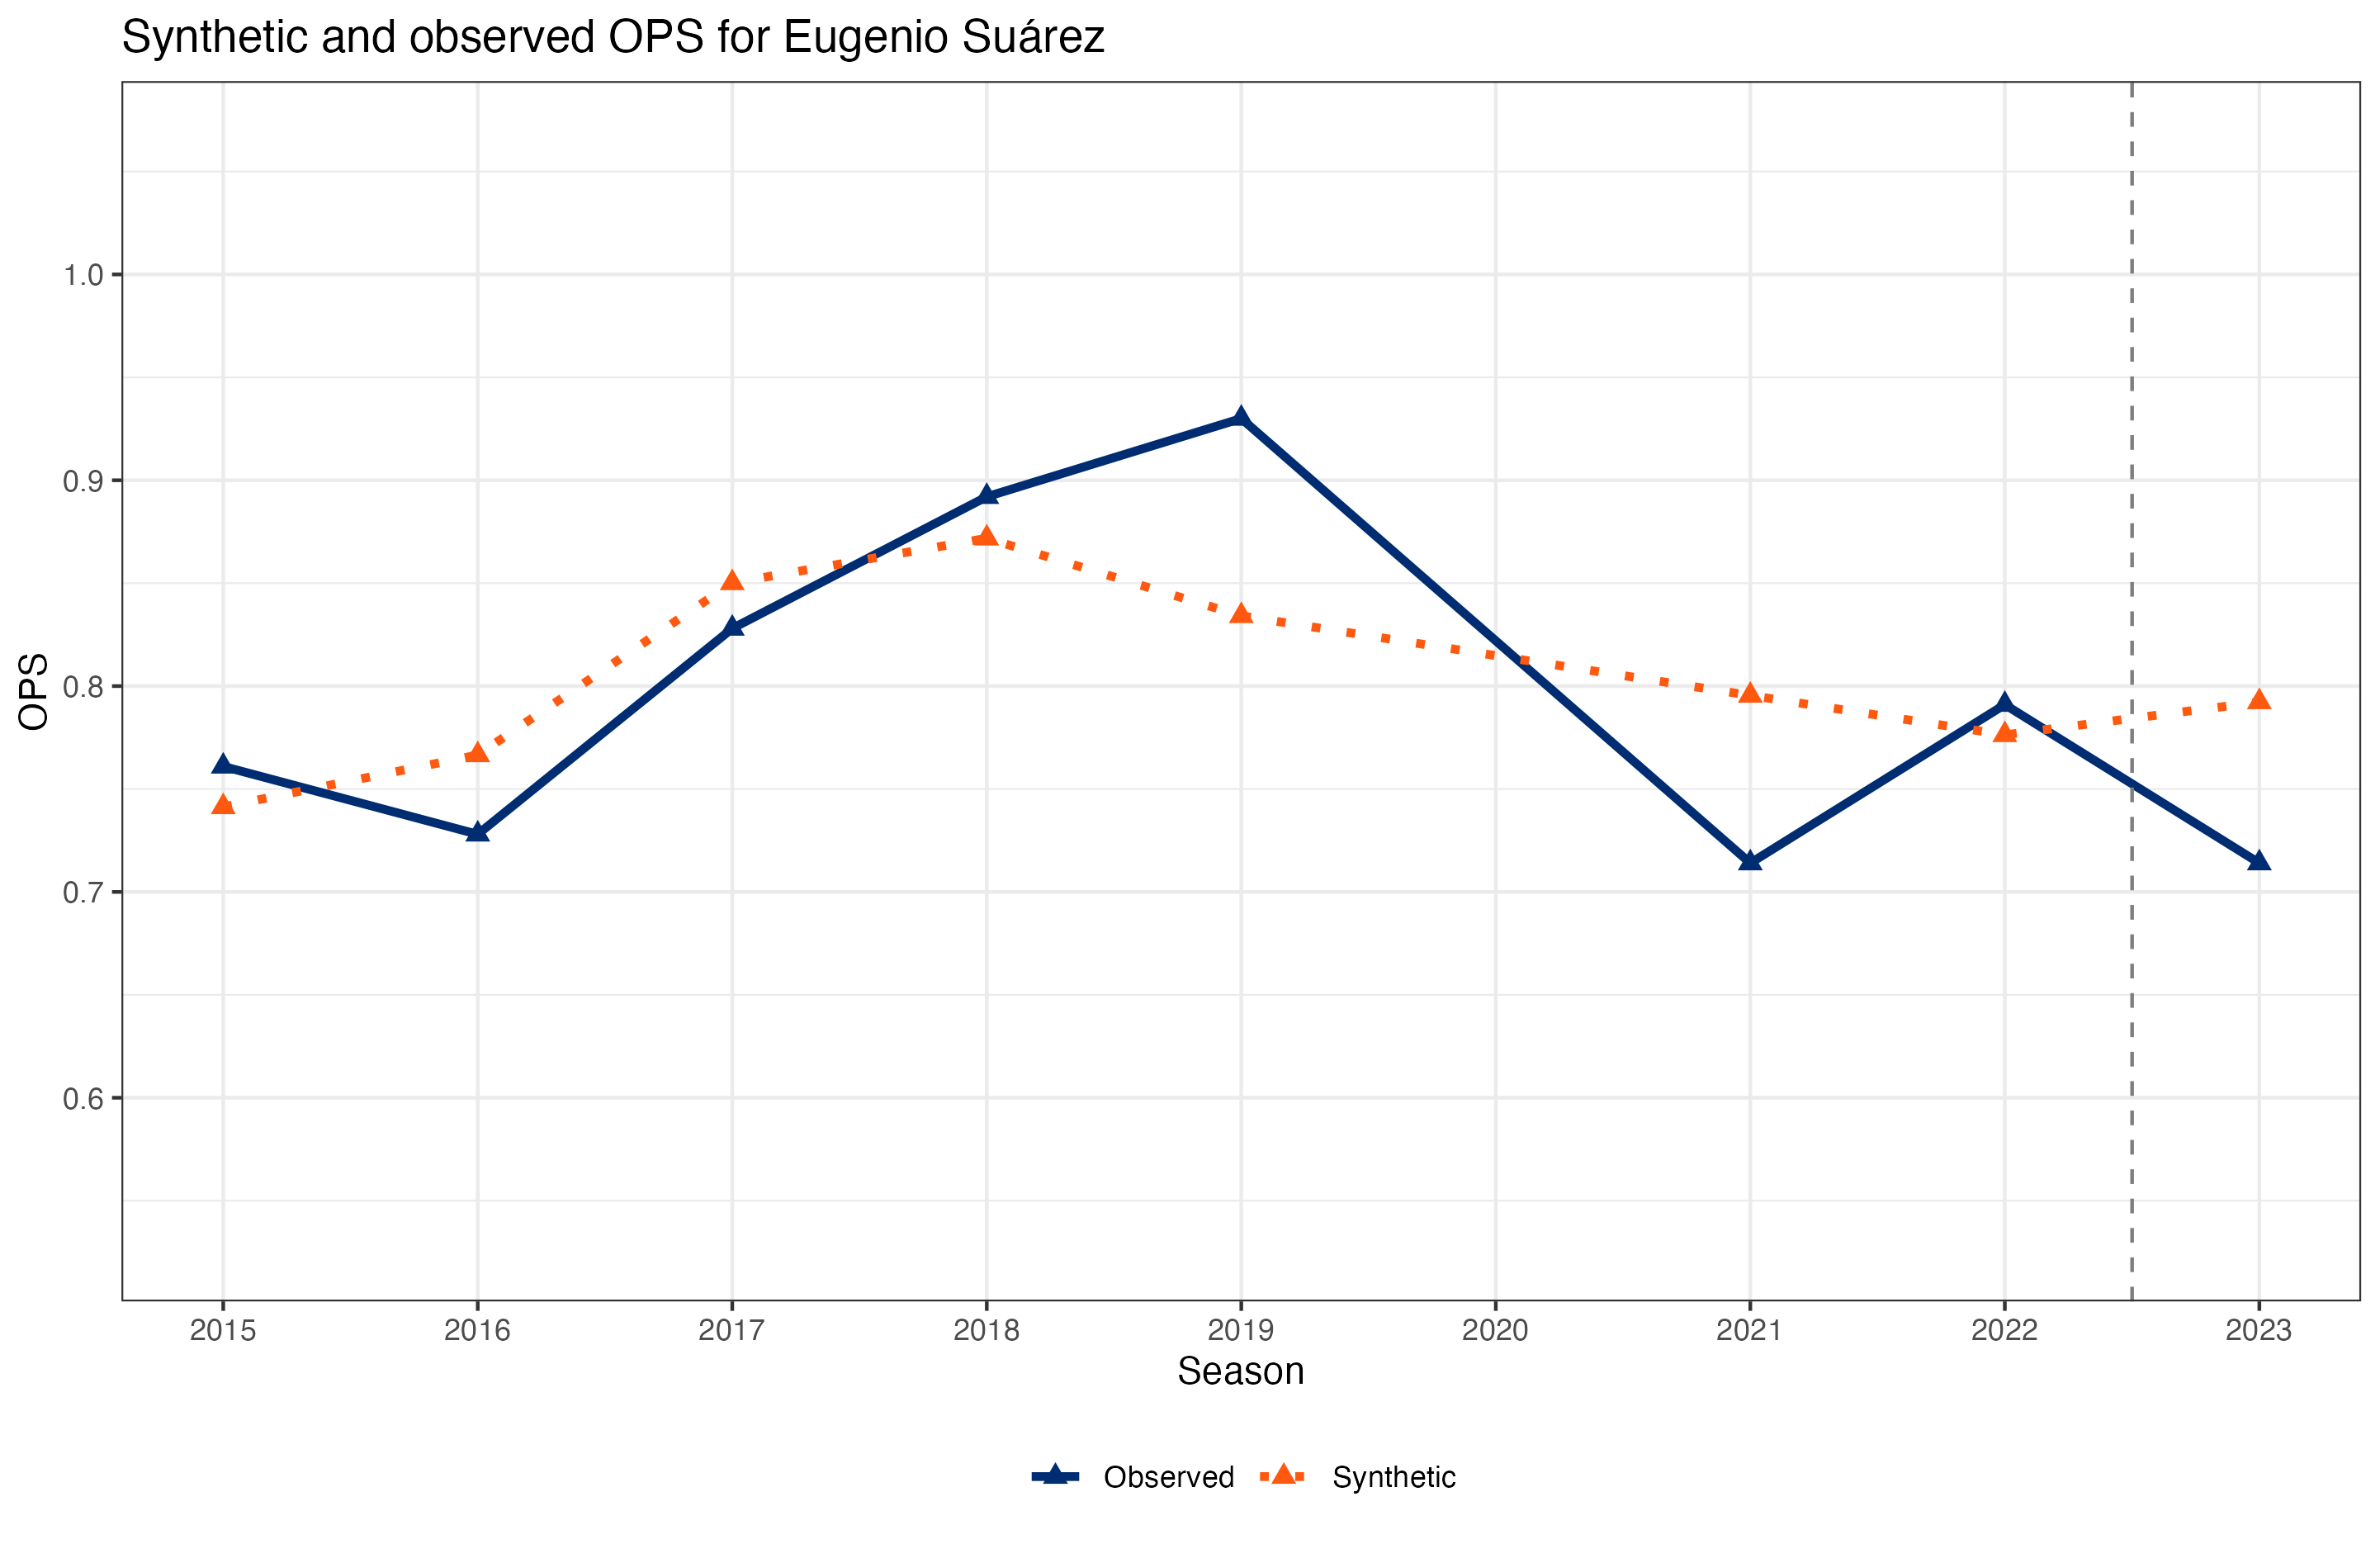 Synthetic and observed OPS for Eugenio Suárez
OPS
1.0
0.9
0.8
0.7
0.6
2015 2016 2017 2018 2019 2020 2021 2022 2023
Season
Observed Synthetic